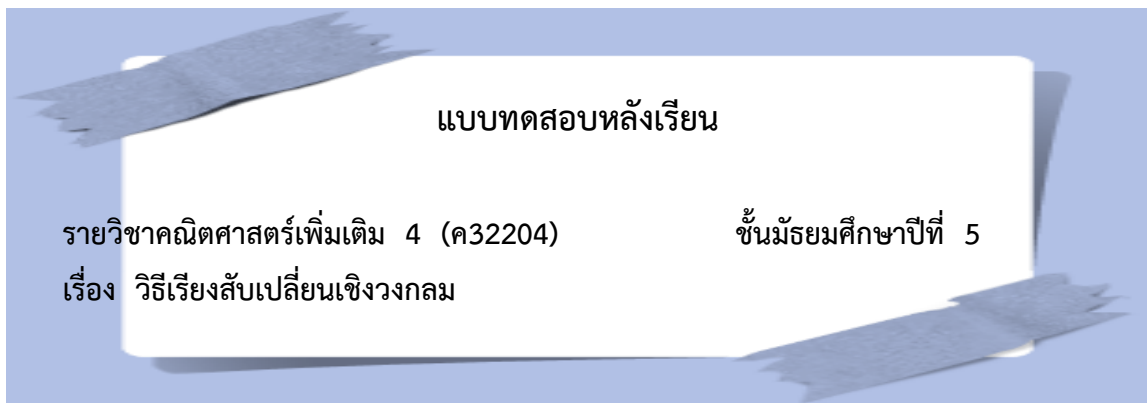 แบบทดสอบหลังเรียน
รายวิชาคณิตศาสตร์เพิ่มเติม 4 (ค32204) ชั้นมัธยมศึกษาปีที่ 5
เรื่อง วิธีเรียงสับเปลี่ยนเชิงวงกลม